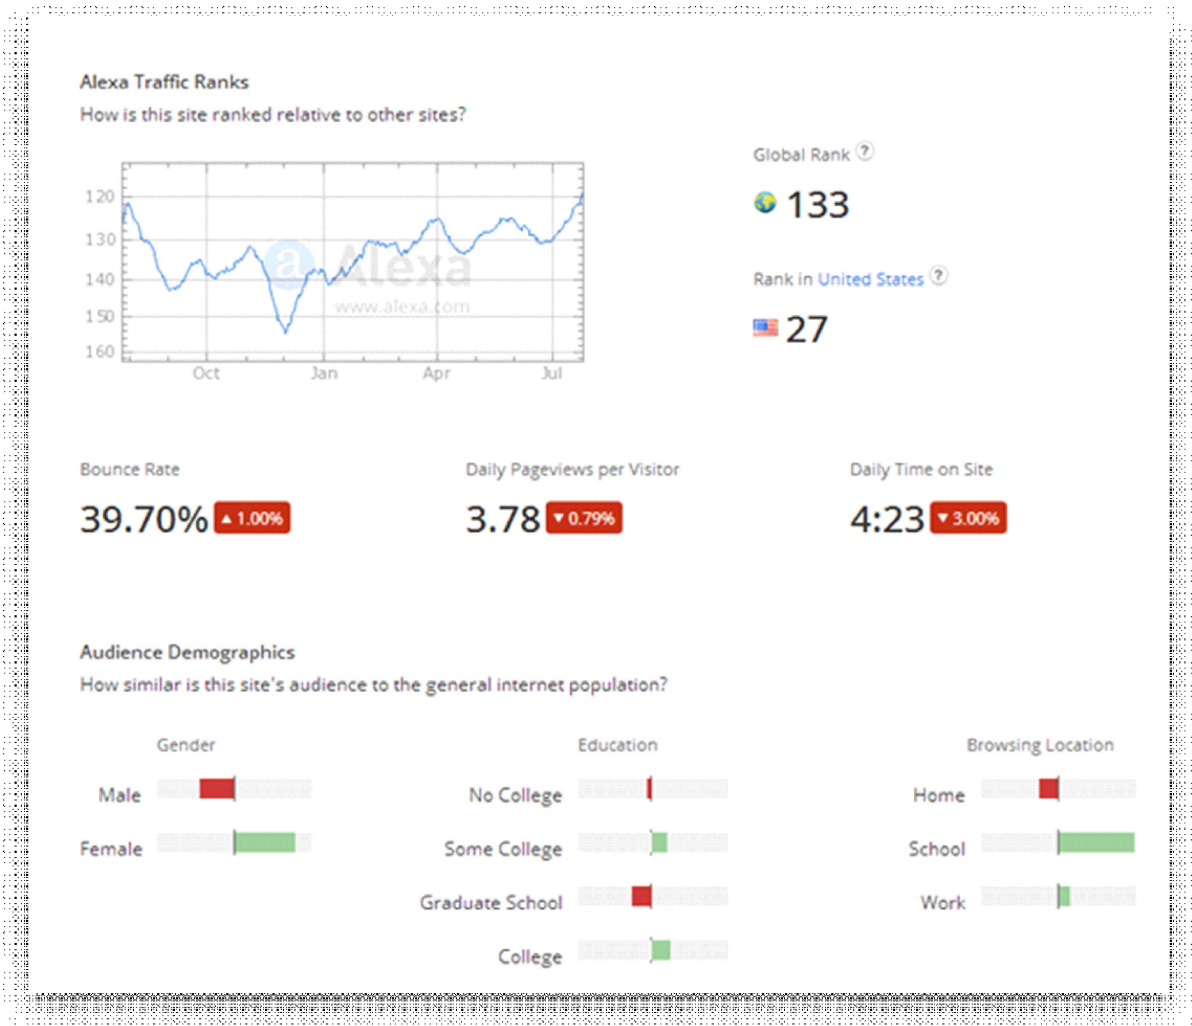 Alexa Traffic Ranks
How is this site ranked relative to other sites?
Global Rank ?
133
Rank in United States ?
27
120
130
140
150
160
Oct Jan Apr Jul
a Alexa
www.alexa.com
Bounce Rate
39.70% ▲ 1.00%
Daily Pageviews per Visitor
3.78 ▼ 0.79%
Daily Time on Site
4:23 ▼ 3.00%
Audience Demographics
How similar is this site's audience to the general internet population?
Gender
Male
Female
Education
No College
Some College
Graduate School
College
Browsing Location
Home
School
Work